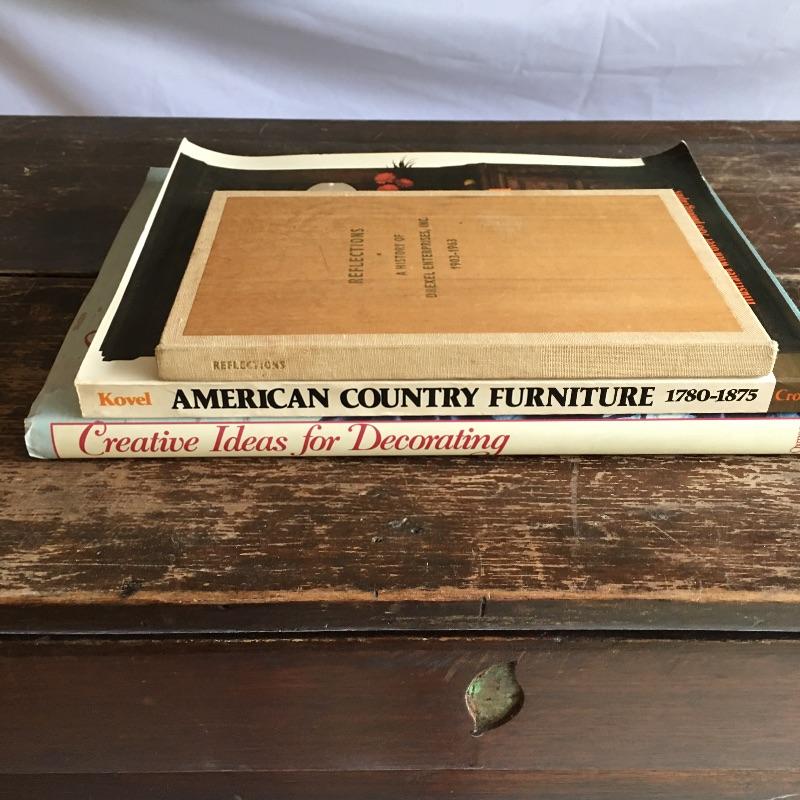 REFLECTIONS
A HISTORY OF
DREXEL ENTERPRISES, INC
1903-1963
REFLECTIONS
Kovel AMERICAN COUNTRY FURNITURE 1780-1875 Cro
Creative Ideas for Decorating